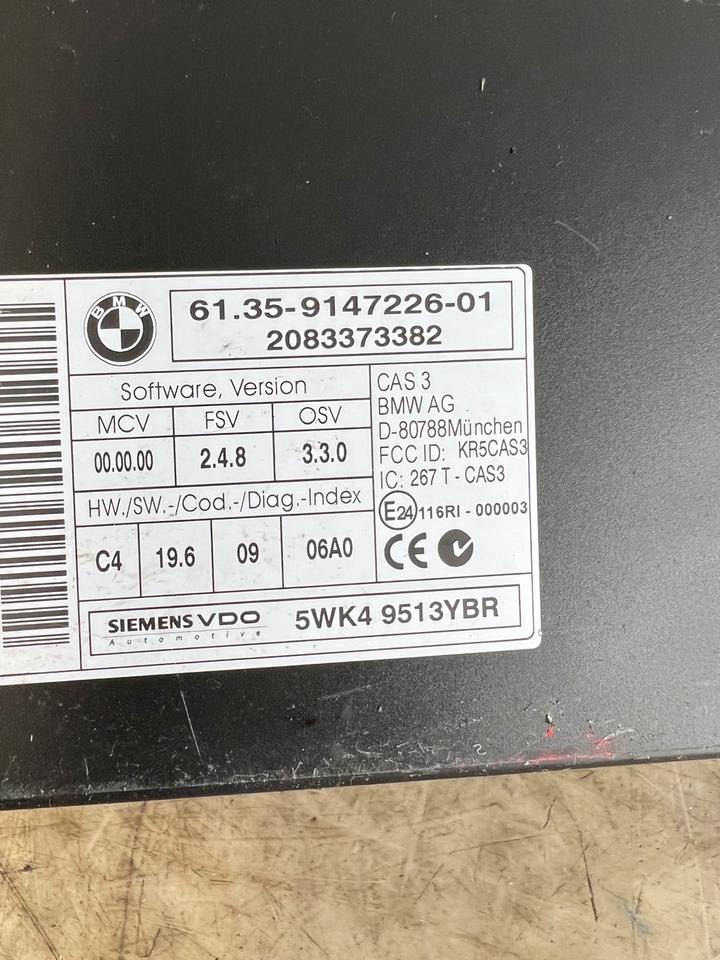 BMW
61.35-9147226-01
2083373382
Software, Version
MCV FSV OSV
00.00.00 2.4.8 3.3.0
HW./SW.-/Cod.-/Diag.-Index
C4 19.6 09 06A0
CAS 3
BMW AG
D-80788München
FCC ID: KR5CAS3
IC: 267 T - CAS3
E24 116RI - 000003
CE
SIEMENS VDO
Automotive
5WK4 9513YBR